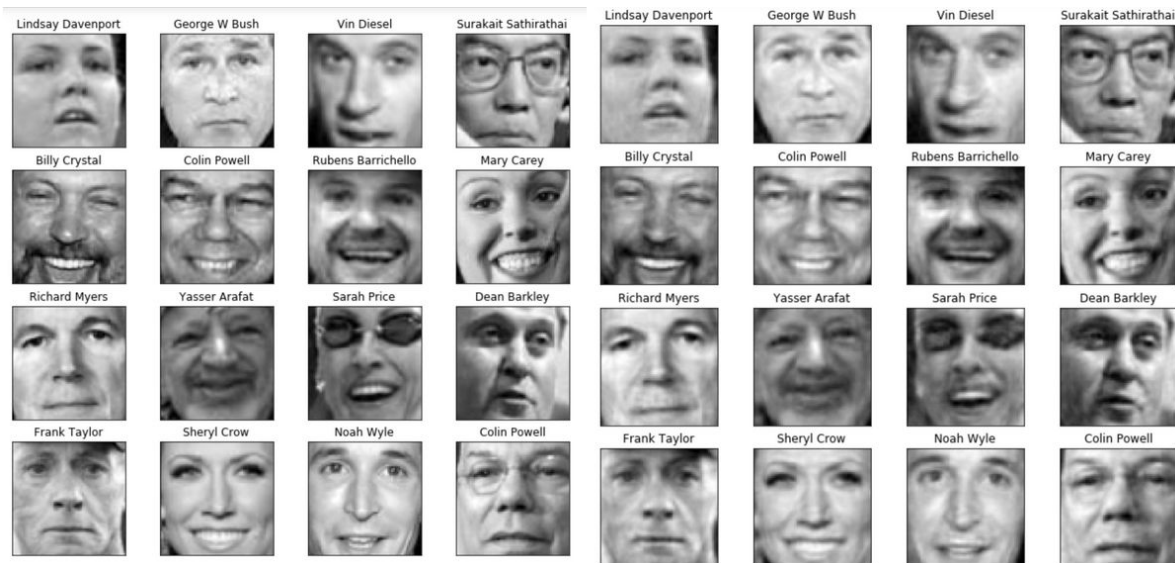 Lindsay Davenport George W Bush Vin Diesel Surakait Sathirathai
Billy Crystal Colin Powell Rubens Barrichello Mary Carey
Richard Myers Yasser Arafat Sarah Price Dean Barkley
Frank Taylor Sheryl Crow Noah Wyle Colin Powell
Lindsay Davenport George W Bush Vin Diesel Surakait Sathirathai
Billy Crystal Colin Powell Rubens Barrichello Mary Carey
Richard Myers Yasser Arafat Sarah Price Dean Barkley
Frank Taylor Sheryl Crow Noah Wyle Colin Powell